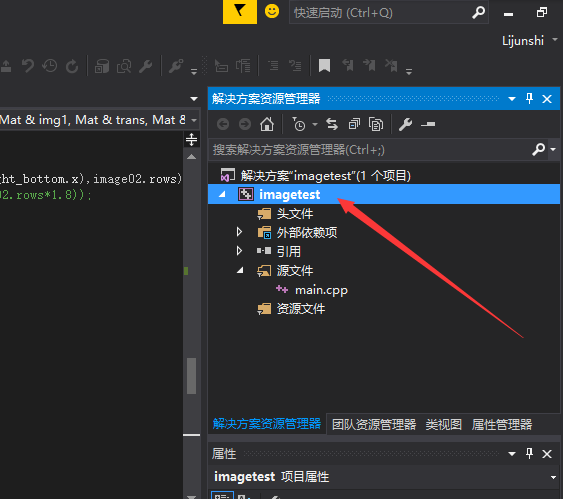 快速启动 (Ctrl+Q)
Lijunshi
解决方案资源管理器
Mat & img1, Mat & trans, Mat &
搜索解决方案资源管理器(Ctrl+;)
ght_bottom.x),image02.rows)
解决方案"imagetest"(1 个项目)
02.rows*1.8));
imagetest
头文件
外部依赖项
引用
源文件
main.cpp
资源文件
解决方案资源管理器 团队资源管理器 类视图 属性管理器
属性
imagetest 项目属性